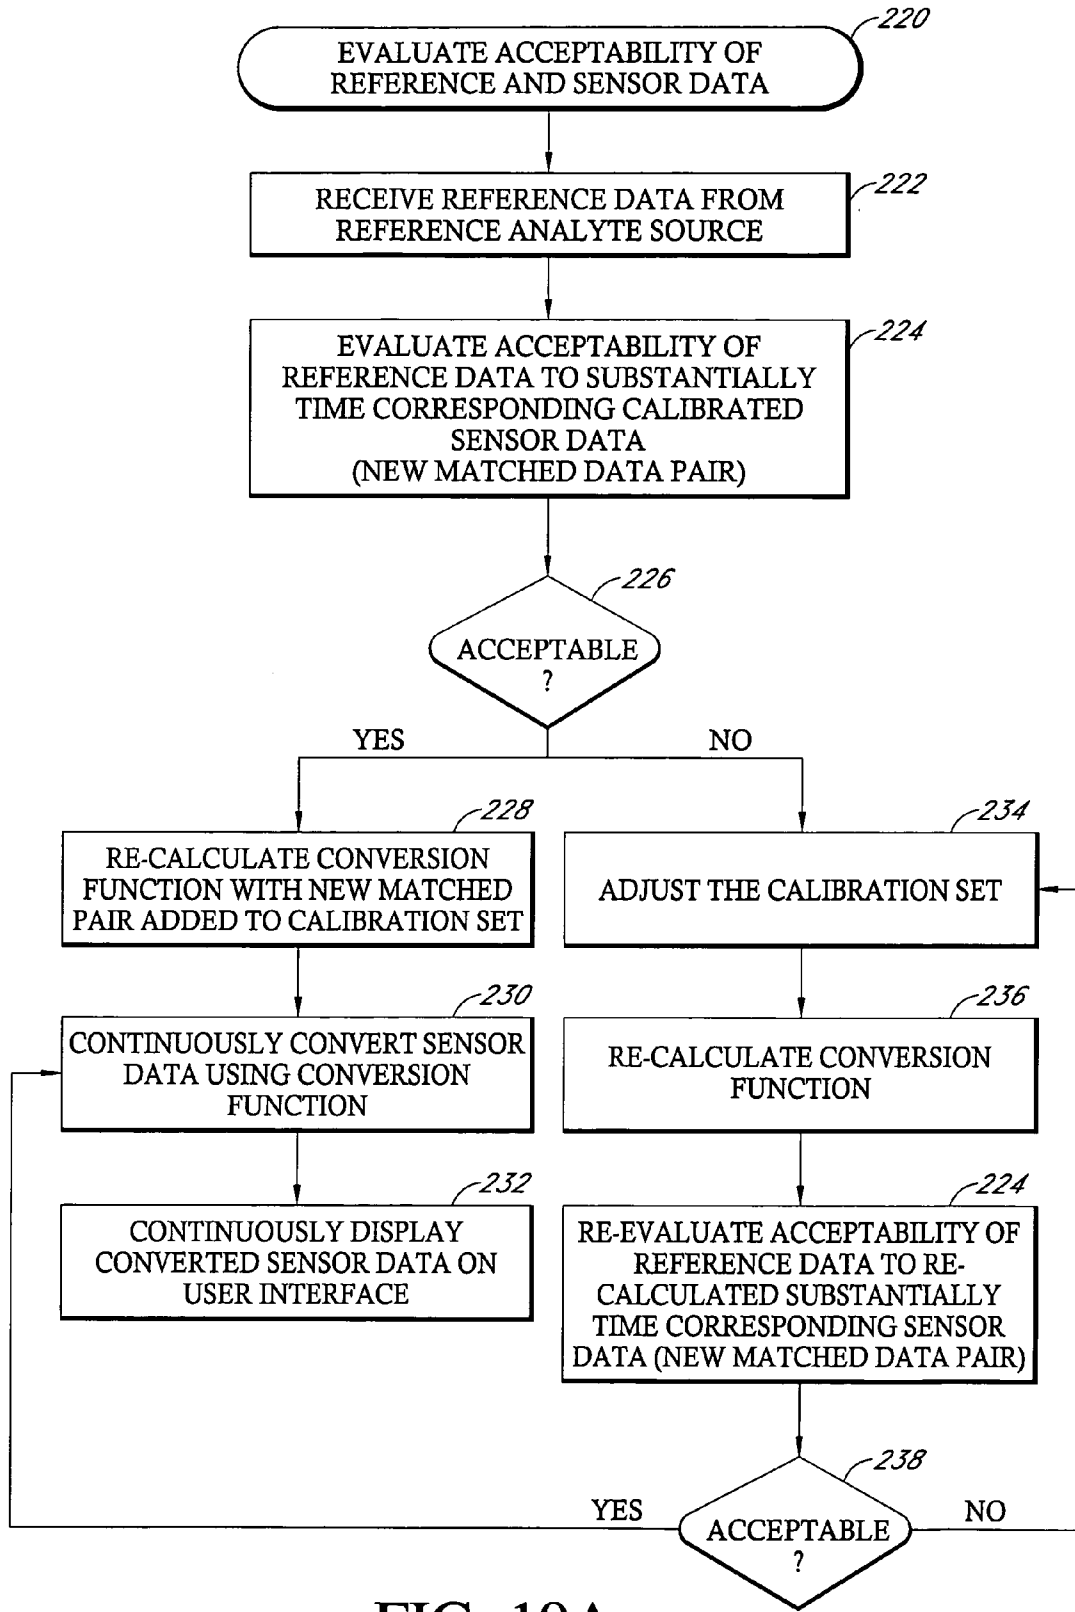 220
EVALUATE ACCEPTABILITY OF
REFERENCE AND SENSOR DATA
222
RECEIVE REFERENCE DATA FROM
REFERENCE ANALYTE SOURCE
224
EVALUATE ACCEPTABILITY OF
REFERENCE DATA TO SUBSTANTIALLY
TIME CORRESPONDING CALIBRATED
SENSOR DATA
(NEW MATCHED DATA PAIR)
226
ACCEPTABLE
?
YES
NO
228
RE-CALCULATE CONVERSION
FUNCTION WITH NEW MATCHED
PAIR ADDED TO CALIBRATION SET
230
CONTINUOUSLY CONVERT SENSOR
DATA USING CONVERSION
FUNCTION
232
CONTINUOUSLY DISPLAY
CONVERTED SENSOR DATA ON
USER INTERFACE
234
ADJUST THE CALIBRATION SET
236
RE-CALCULATE CONVERSION
FUNCTION
224
RE-EVALUATE ACCEPTABILITY OF
REFERENCE DATA TO RE-
CALCULATED SUBSTANTIALLY
TIME CORRESPONDING SENSOR
DATA (NEW MATCHED DATA PAIR)
238
YES
ACCEPTABLE
?
NO